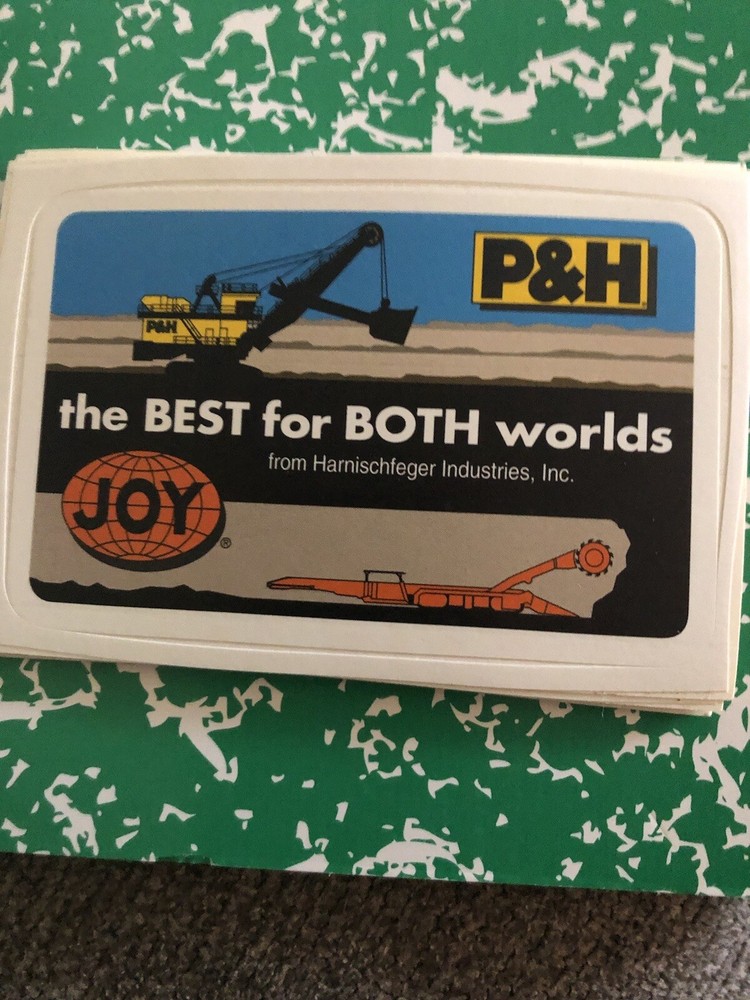 P&H
P&H
the BEST for BOTH worlds
from Harnischfeger Industries, Inc.
JOY®